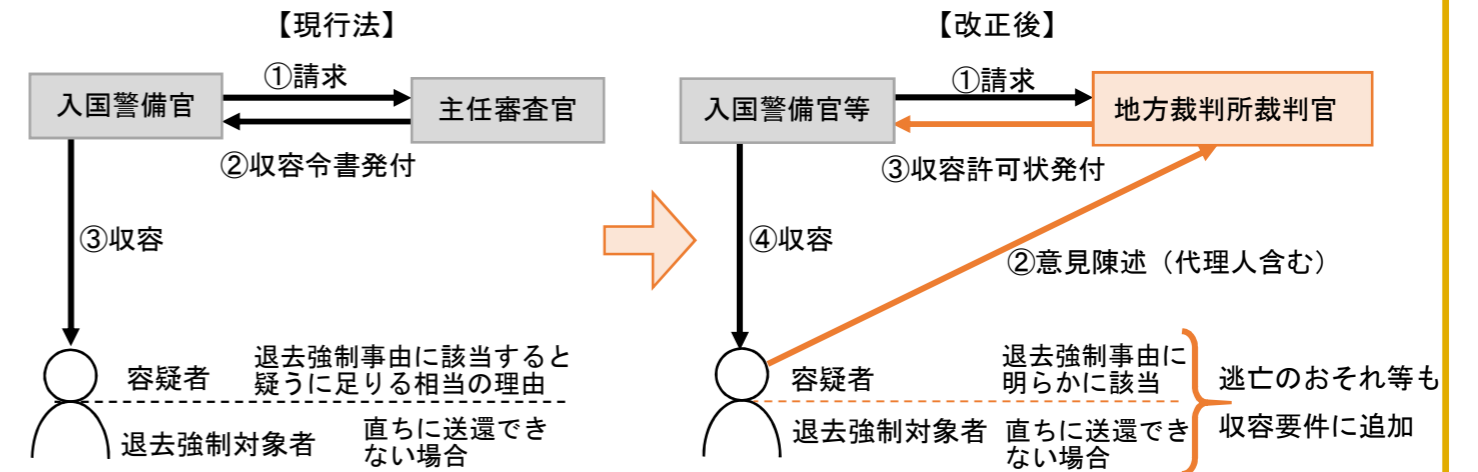 【現行法】
①請求
入国警備官
主任審査官
②収容令書発付
③収容
容疑者
退去強制事由に該当すると
疑うに足りる相当の理由
退去強制対象者
直ちに送還でき
ない場合
【改正後】
①請求
入国警備官等
地方裁判所裁判官
③収容許可状発付
④収容
②意見陳述（代理人含む）
容疑者
退去強制事由に
明らかに該当
退去強制対象者
直ちに送還でき
ない場合
逃亡のおそれ等も
収容要件に追加